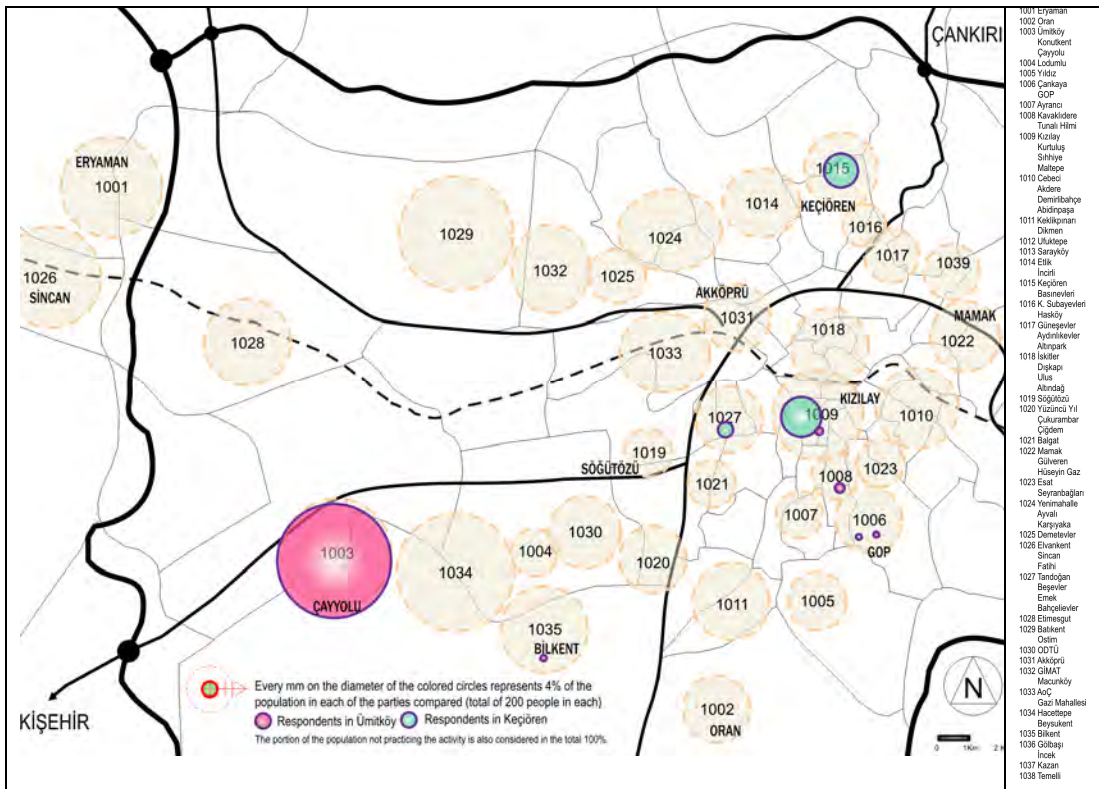 ÇANKIRI
ERYAMAN
1001
1015
KEÇİÖREN
1014
1016
1029
1024
1017
1039
1026
SİNCAN
1032
1025
AKKÖPRÜ
1031
1018
MAMAK
1022
1028
1033
KIZILAY
1027
1009
1010
1019
SÖĞÜTÖZÜ
1021
1008
1023
1007
1006
GOP
1003
ÇAYYOLU
1034
1004
1030
1020
1011
1005
1035
BİLKENT
1002
ORAN
KİŞEHİR
Every mm on the diameter of the colored circles represents 4% of the
population in each of the parties compared (total of 200 people in each)
Respondents in Ümitköy Respondents in Keçiören
The portion of the population not practicing the activity is also considered in the total 100%.
N
0 1Km 2 K
1001 Eryaman
1002 Oran
1003 Ümitköy
Konutkent
Çayyolu
1004 Lodumlu
1005 Yıldız
1006 Çankaya
GOP
1007 Ayrancı
1008 Kavaklıdere
Tunalı Hilmi
1009 Kızılay
Kurtuluş
Sıhhiye
Maltepe
1010 Cebeci
Akdere
Demirlibahçe
Abidinpaşa
1011 Keklikpınarı
Dikmen
1012 Ufuktepe
1013 Sarayköy
1014 Etlik
İncirli
1015 Keçiören
Basınevleri
1016 K. Subayevleri
Hasköy
1017 Güneşevler
Aydınlıkevler
Altınpark
1018 İskitler
Dışkapı
Ulus
Altındağ
1019 Söğütözü
1020 Yüzüncü Yıl
Çukurambar
Çiğdem
1021 Balgat
1022 Mamak
Gülveren
Hüseyin Gaz
1023 Esat
Seyranbağları
1024 Yenimahalle
Ayvalı
Karşıyaka
1025 Demetevler
1026 Elvankent
Sincan
Fatihi
1027 Tandoğan
Beşevler
Emek
Bahçelievler
1028 Etimesgut
1029 Batıkent
Ostim
1030 ODTÜ
1031 Akköprü
1032 GİMAT
Macunköy
1033 AoÇ
Gazi Mahallesi
1034 Hacettepe
Beysukent
1035 Bilkent
1036 Gölbaşı
İncek
1037 Kazan
1038 Temelli